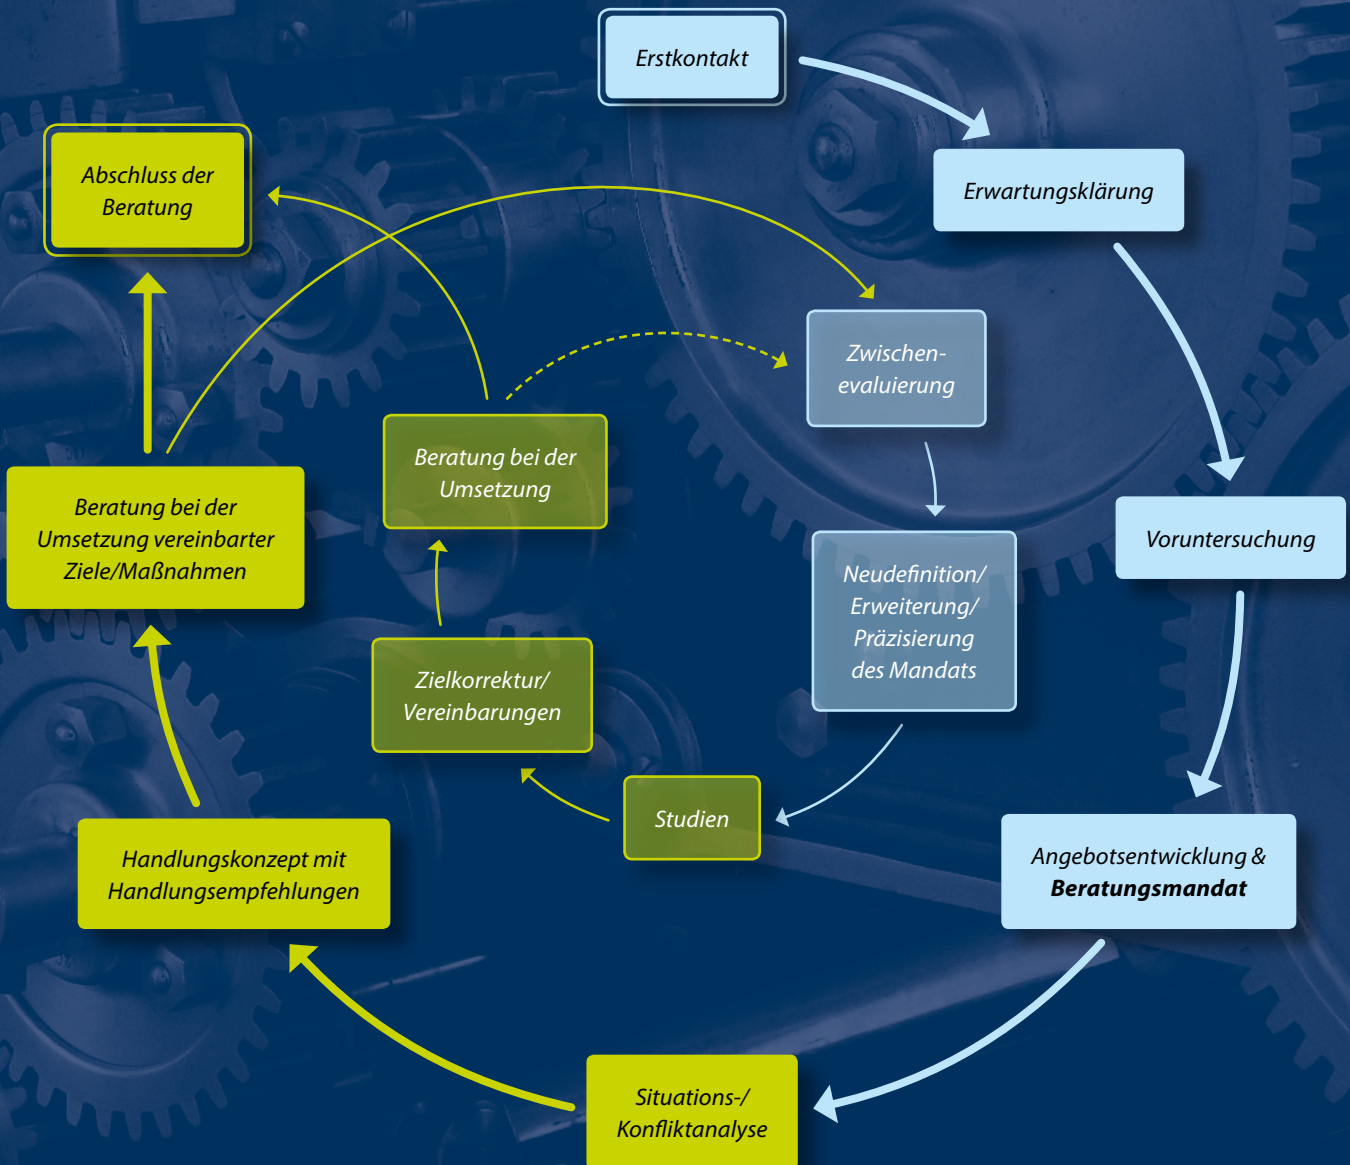 Erstkontakt
Erwartungsklärung
Voruntersuchung
Angebotsentwicklung &
Beratungsmandat
Situations-/
Konfliktanalyse
Handlungskonzept mit
Handlungsempfehlungen
Beratung bei der
Umsetzung vereinbarter
Ziele/Maßnahmen
Abschluss der
Beratung
Zwischen-
evaluierung
Neudefinition/
Erweiterung/
Präzisierung
des Mandats
Studien
Zielkorrektur/
Vereinbarungen
Beratung bei der
Umsetzung